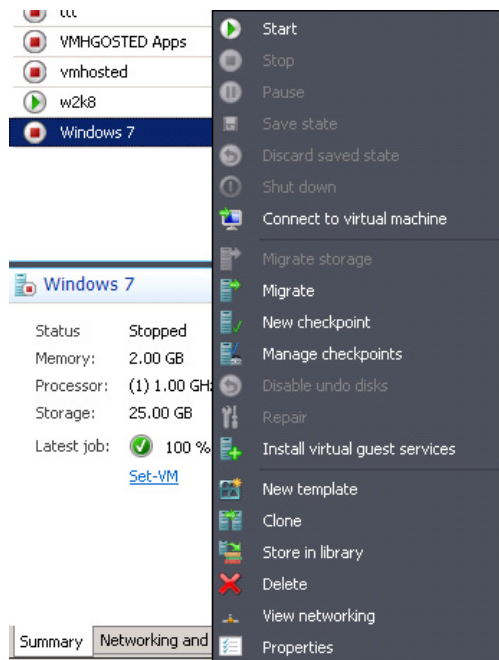 VMHGOSTED Apps
vmhosted
w2k8
Windows 7
Start
Stop
Pause
Save state
Discard saved state
Shut down
Connect to virtual machine
Migrate storage
Migrate
New checkpoint
Manage checkpoints
Disable undo disks
Repair
Install virtual guest services
New template
Clone
Store in library
Delete
View networking
Properties
Windows 7
Status Stopped
Memory: 2.00 GB
Processor: (1) 1.00 GH
Storage: 25.00 GB
Latest job: 100 %
Set-VM
Summary Networking and